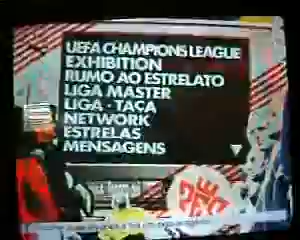 UEFA CHAMPIONS LEAGUE
EXHIBITION
RUMO AO ESTRELATO
LIGA MASTER
LIGA · TAÇA
NETWORK
ESTRELAS
MENSAGENS